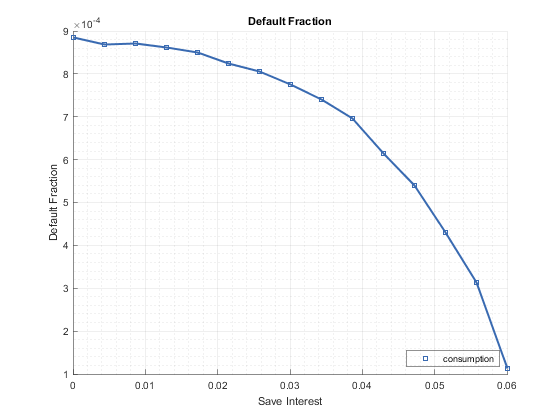 Default Fraction
×10^-4
9
8
7
6
5
4
3
2
1
Default Fraction
0 0.01 0.02 0.03 0.04 0.05 0.06
Save Interest
consumption